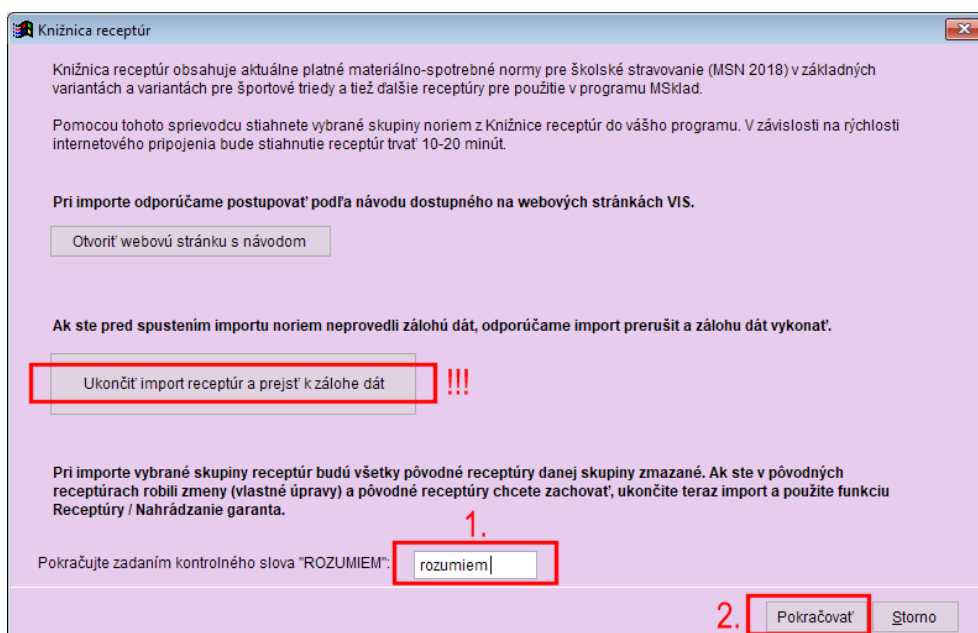 Knižnica receptúr
Knižnica receptúr obsahuje aktuálne platné materiálno-spotrebné normy pre školské stravovanie (MSN 2018) v základných
variantách a variantách pre športové triedy a tiež ďalšie receptúry pre použitie v programu MSklad.
Pomocou tohoto sprievodcu stiahnete vybrané skupiny noriem z Knižnice receptúr do vášho programu. V závislosti na rýchlosti
internetového pripojenia bude stiahnutie receptúr trvať 10-20 minút.
Pri importe odporúčame postupovať podľa návodu dostupného na webových stránkách VIS.
Otvoriť webovú stránku s návodom
Ak ste pred spustením importu noriem neprovedli zálohú dát, odporúčame import prerušit a zálohu dát vykonať.
Ukončiť import receptúr a prejsť k zálohe dát
!!!
Pri importe vybrané skupiny receptúr budú všetky pôvodné receptúry danej skupiny zmazané. Ak ste v pôvodných
receptúrach robili zmeny (vlastné úpravy) a pôvodné receptúry chcete zachovať, ukončite teraz import a použite funkciu
Receptúry / Nahrádzanie garanta.
1.
Pokračujte zadaním kontrolného slova "ROZUMIEM":
rozumiem
2.
Pokračovať
Storno